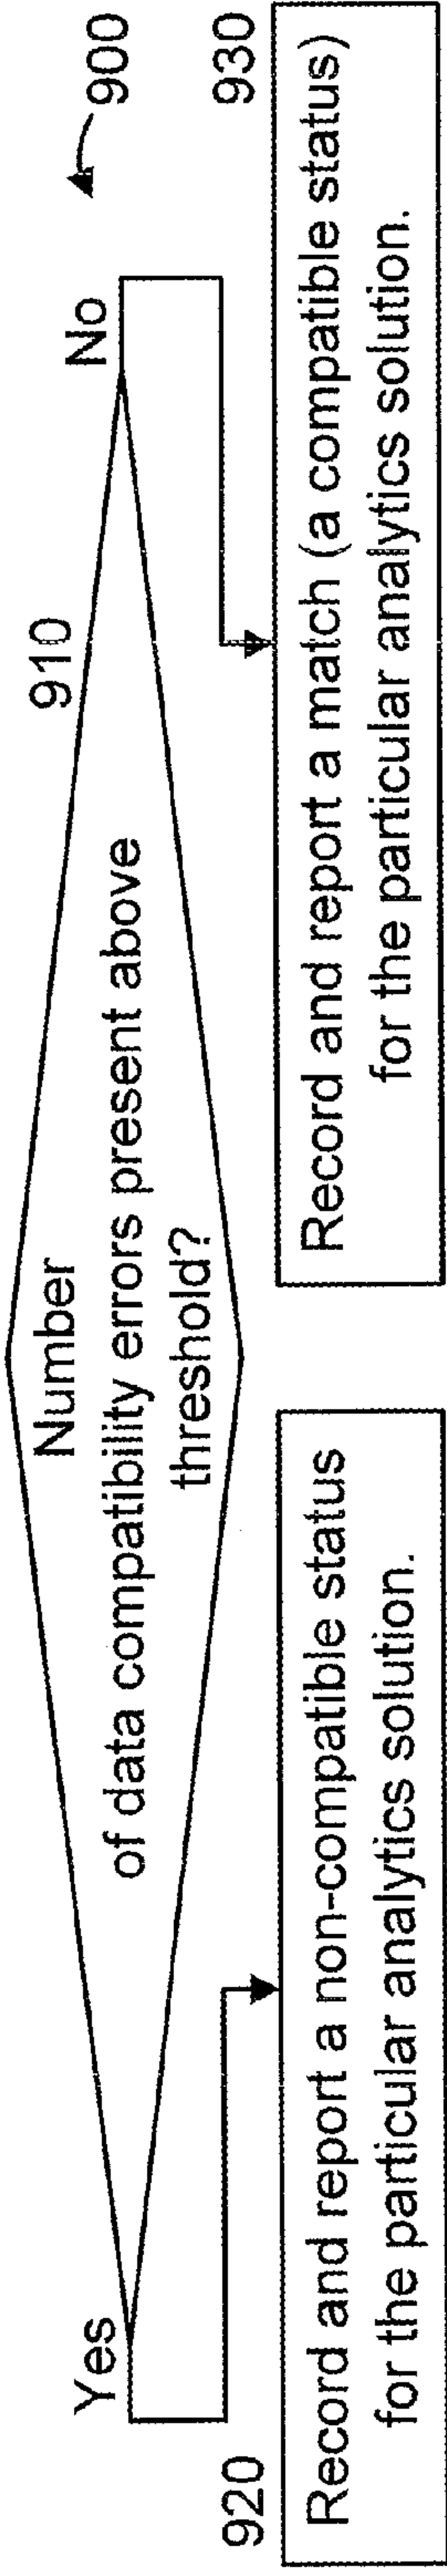 900
910
Yes
Number
of data compatibility errors present above
threshold?
No
920
Record and report a non-compatible status
for the particular analytics solution.
930
Record and report a match (a compatible status)
for the particular analytics solution.